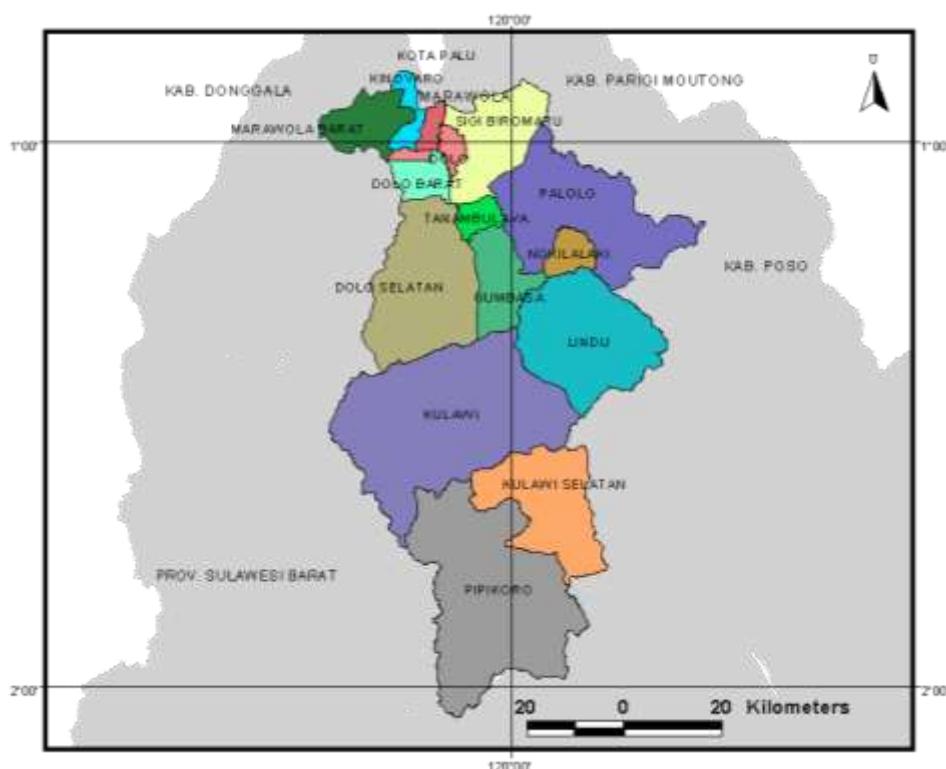 120°00'
KOTA PALU
KAB. DONGGALA
KINOVARO
KAB. PARIGI MOUTONG
MARAWOLA
SIGI BIROMARU
MARAWOLA BARAT
1°00'
1°00'
DOLO
DOLO BARAT
PALOLO
TANAMBULAVA
NOKILALAKI
KAB. POSO
DOLO SELATAN
GUMBASA
LINDU
KULAWI
KULAWI SELATAN
PROV. SULAWESI BARAT
PIPIKORO
2°00'
2°00'
20 0 20 Kilometers
120°00'